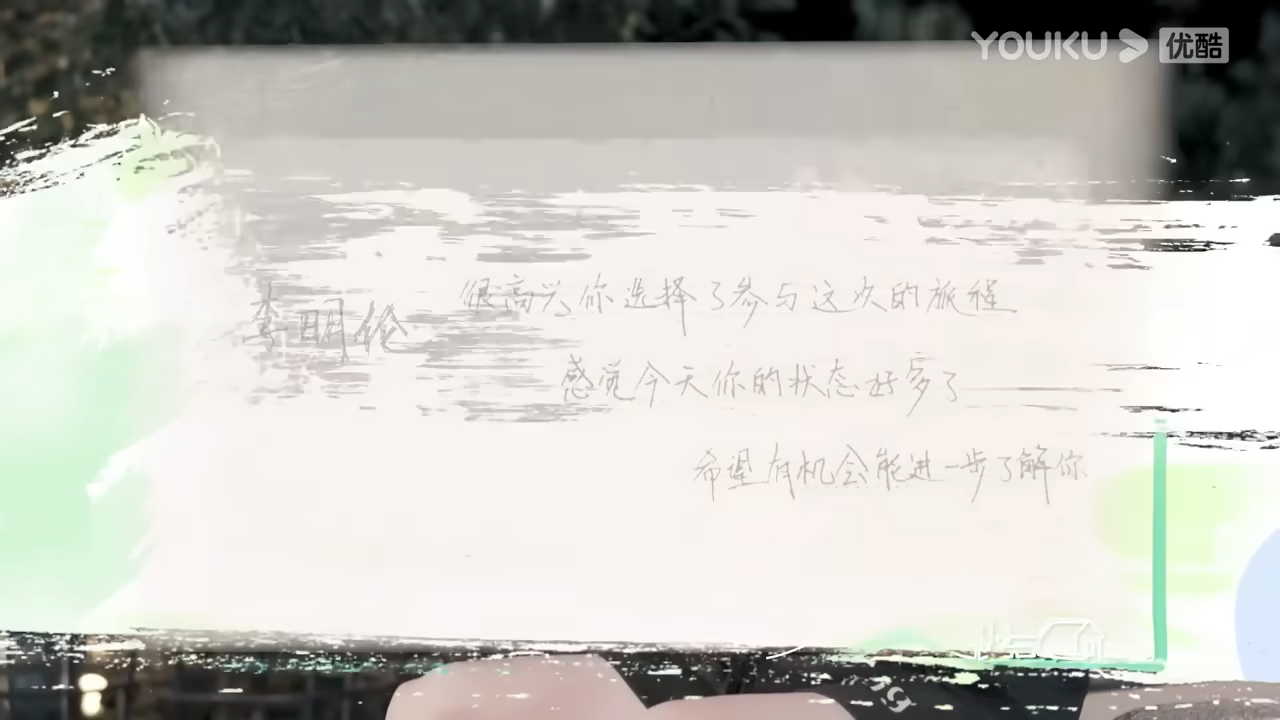 YOUKU 优酷
李明伦
很高兴你选择了参与这次的旅程
感觉今天你的状态好多了
希望有机会能进一步了解你